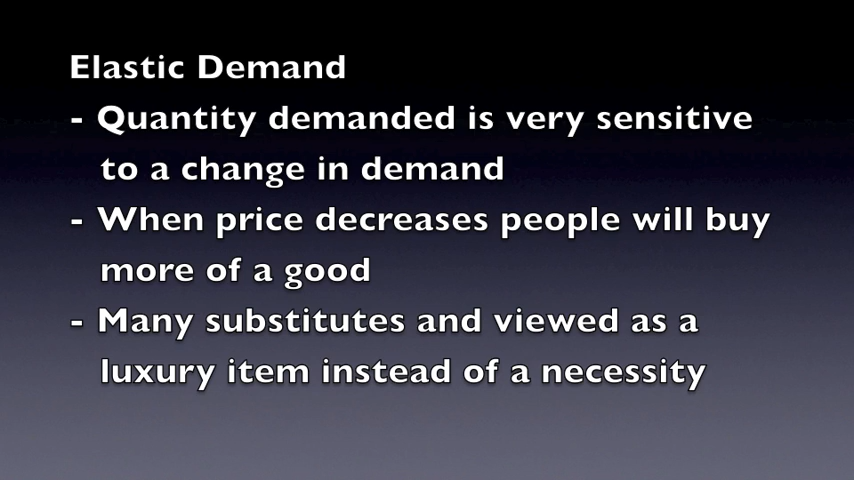 Elastic Demand
- Quantity demanded is very sensitive
to a change in demand
- When price decreases people will buy
more of a good
- Many substitutes and viewed as a
luxury item instead of a necessity